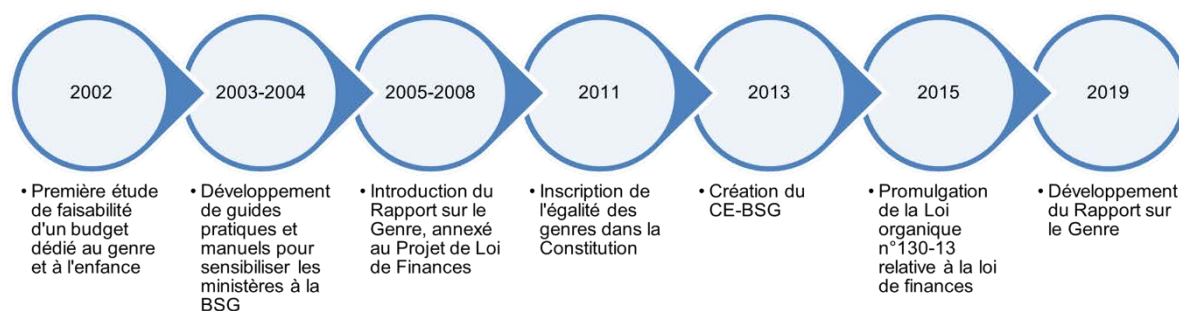 2002
2003-2004
2005-2008
2011
2013
2015
2019
• Première étude
de faisabilité
d'un budget
dédié au genre
et à l'enfance
• Développement
de guides
pratiques et
manuels pour
sensibiliser les
ministères à la
BSG
• Introduction du
Rapport sur le
Genre, annexé
au Projet de Loi
de Finances
• Inscription de
l'égalité des
genres dans la
Constitution
• Création du
CE-BSG
• Promulgation
de la Loi
organique
n°130-13
relative à la loi
de finances
• Développement
du Rapport sur
le Genre